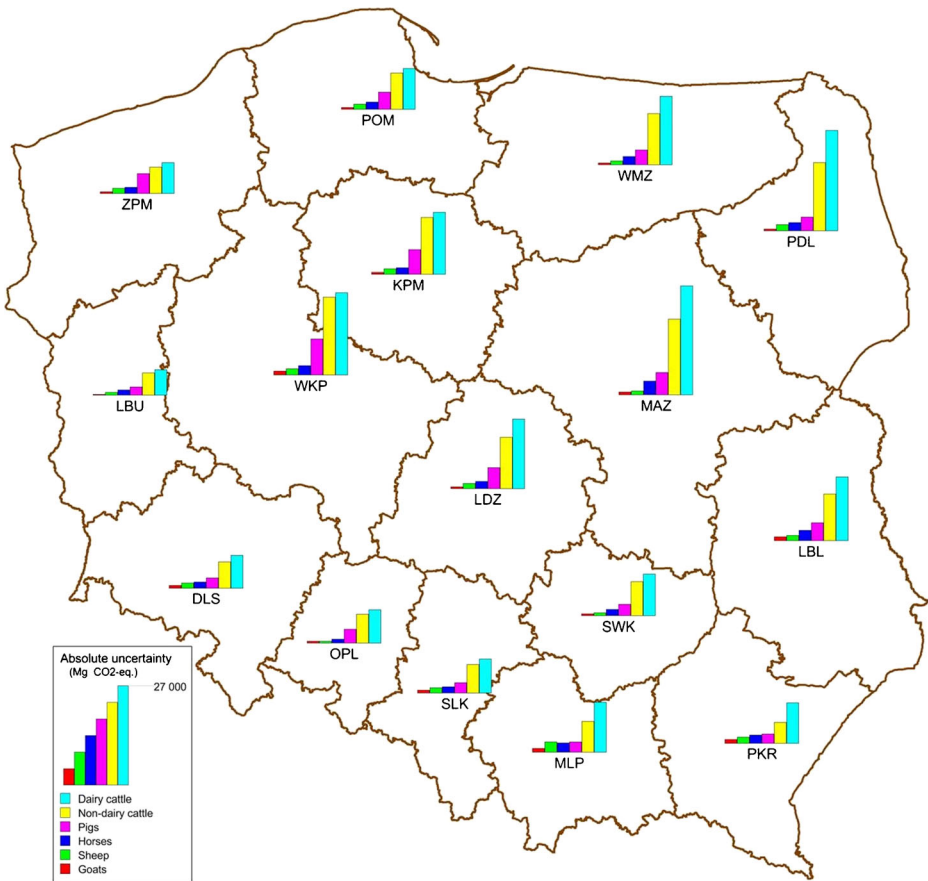 POM
WMZ
ZPM
PDL
KPM
WKP
LBU
MAZ
LDZ
LBL
DLS
SWK
OPL
SLK
MLP
PKR
Absolute uncertainty
(Mg CO2-eq.)
27 000
Dairy cattle
Non-dairy cattle
Pigs
Horses
Sheep
Goats